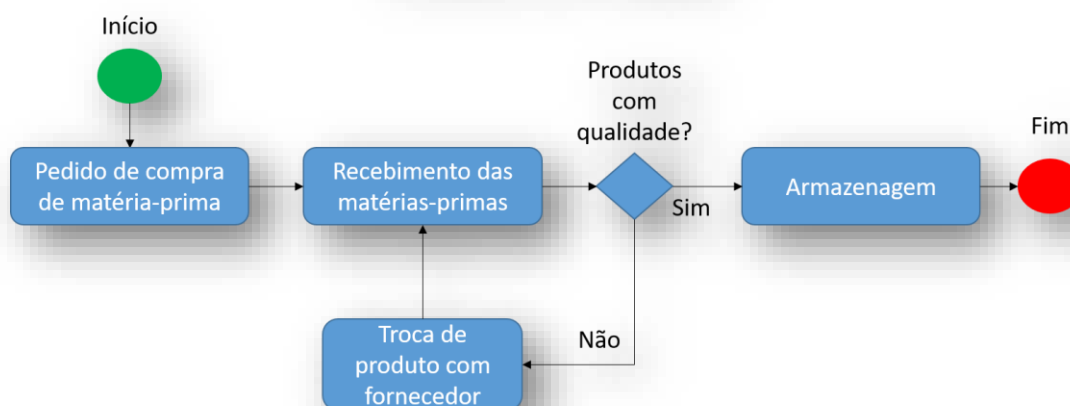 Início
Pedido de compra
de matéria-prima
Recebimento das
matérias-primas
Produtos
com
qualidade?
Sim
Armazenagem
Fim
Não
Troca de
produto com
fornecedor